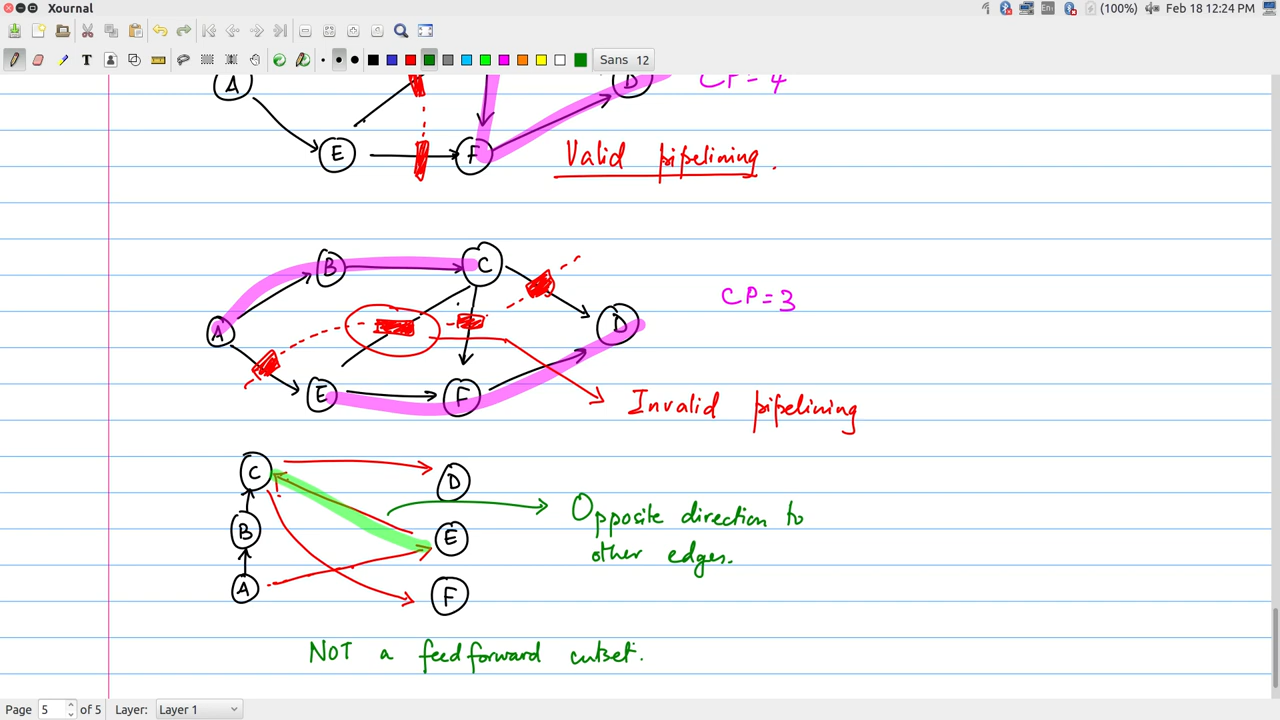 Xournal
En
(100%)
Feb 18 12:24 PM
Sans 12
A
D
CP = 4
E
F
Valid pipelining.
B
C
A
D
CP = 3
E
F
Invalid pipelining
C
D
B
E
Opposite direction to
other edges.
A
F
NOT a feedforward cutset.
Page 5 of 5 Layer: Layer 1